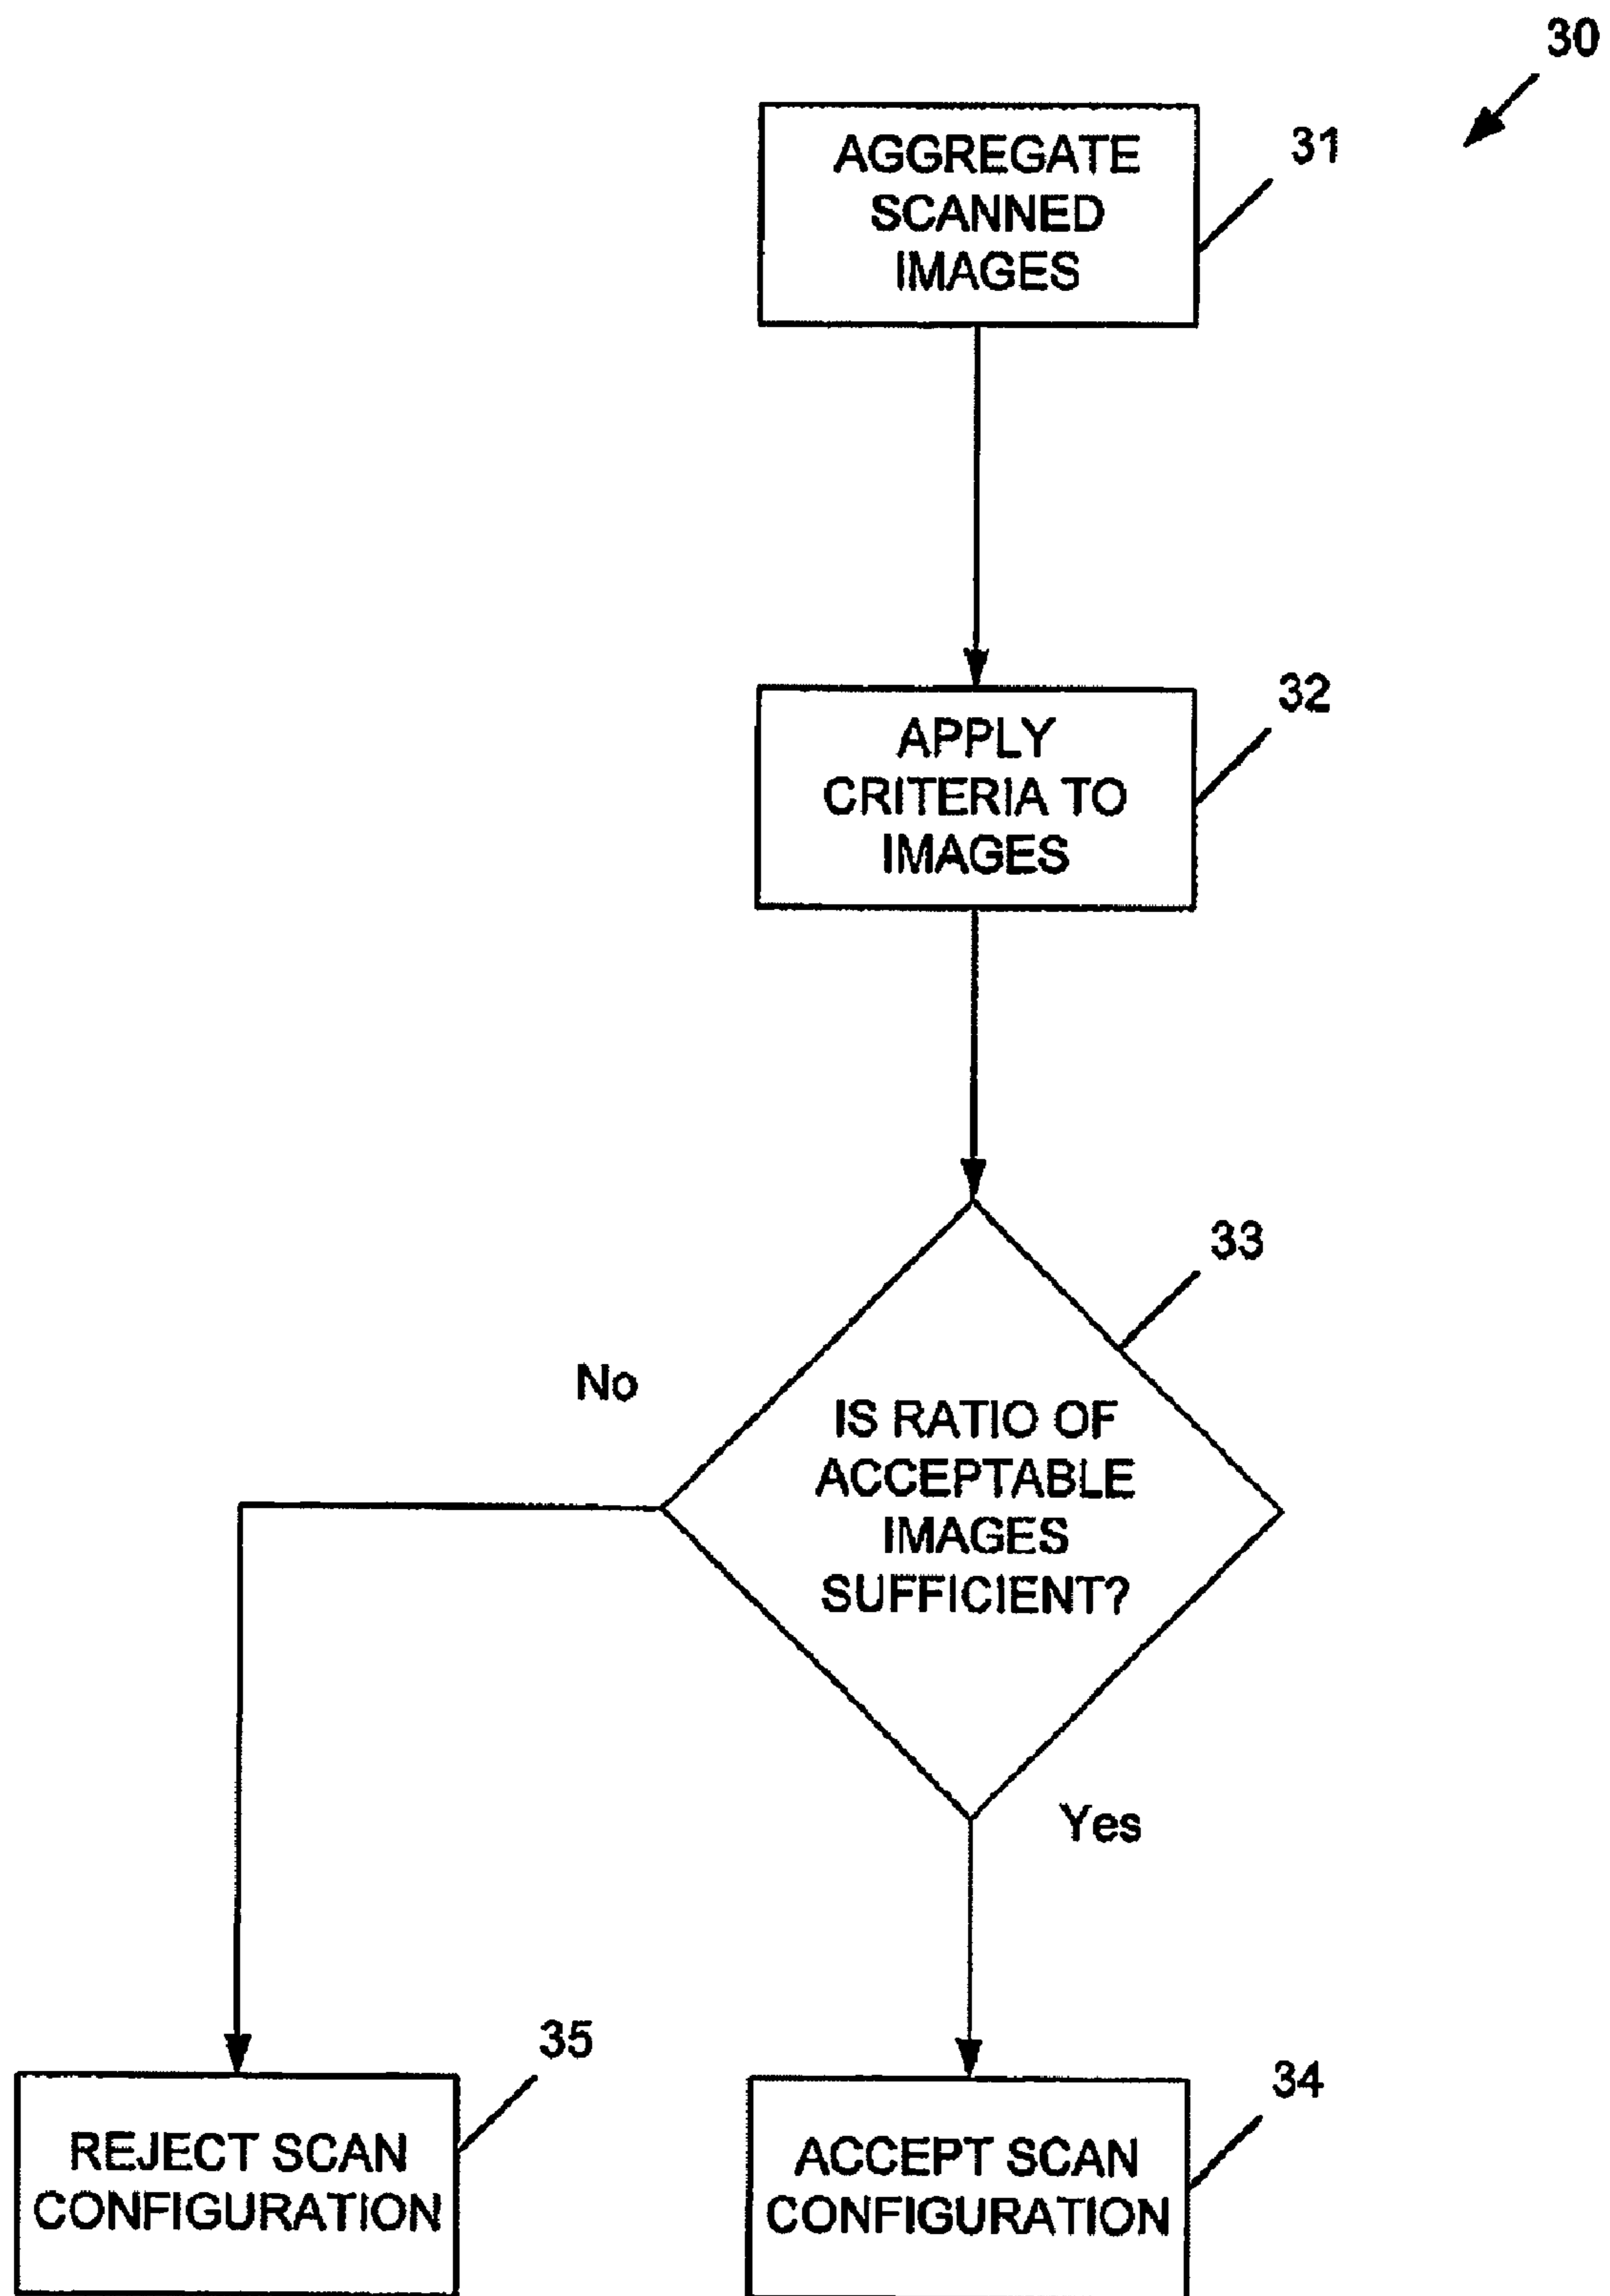 30
AGGREGATE
SCANNED
IMAGES
31
APPLY
CRITERIA TO
IMAGES
32
33
No
IS RATIO OF
ACCEPTABLE
IMAGES
SUFFICIENT?
Yes
35
REJECT SCAN
CONFIGURATION
34
ACCEPT SCAN
CONFIGURATION